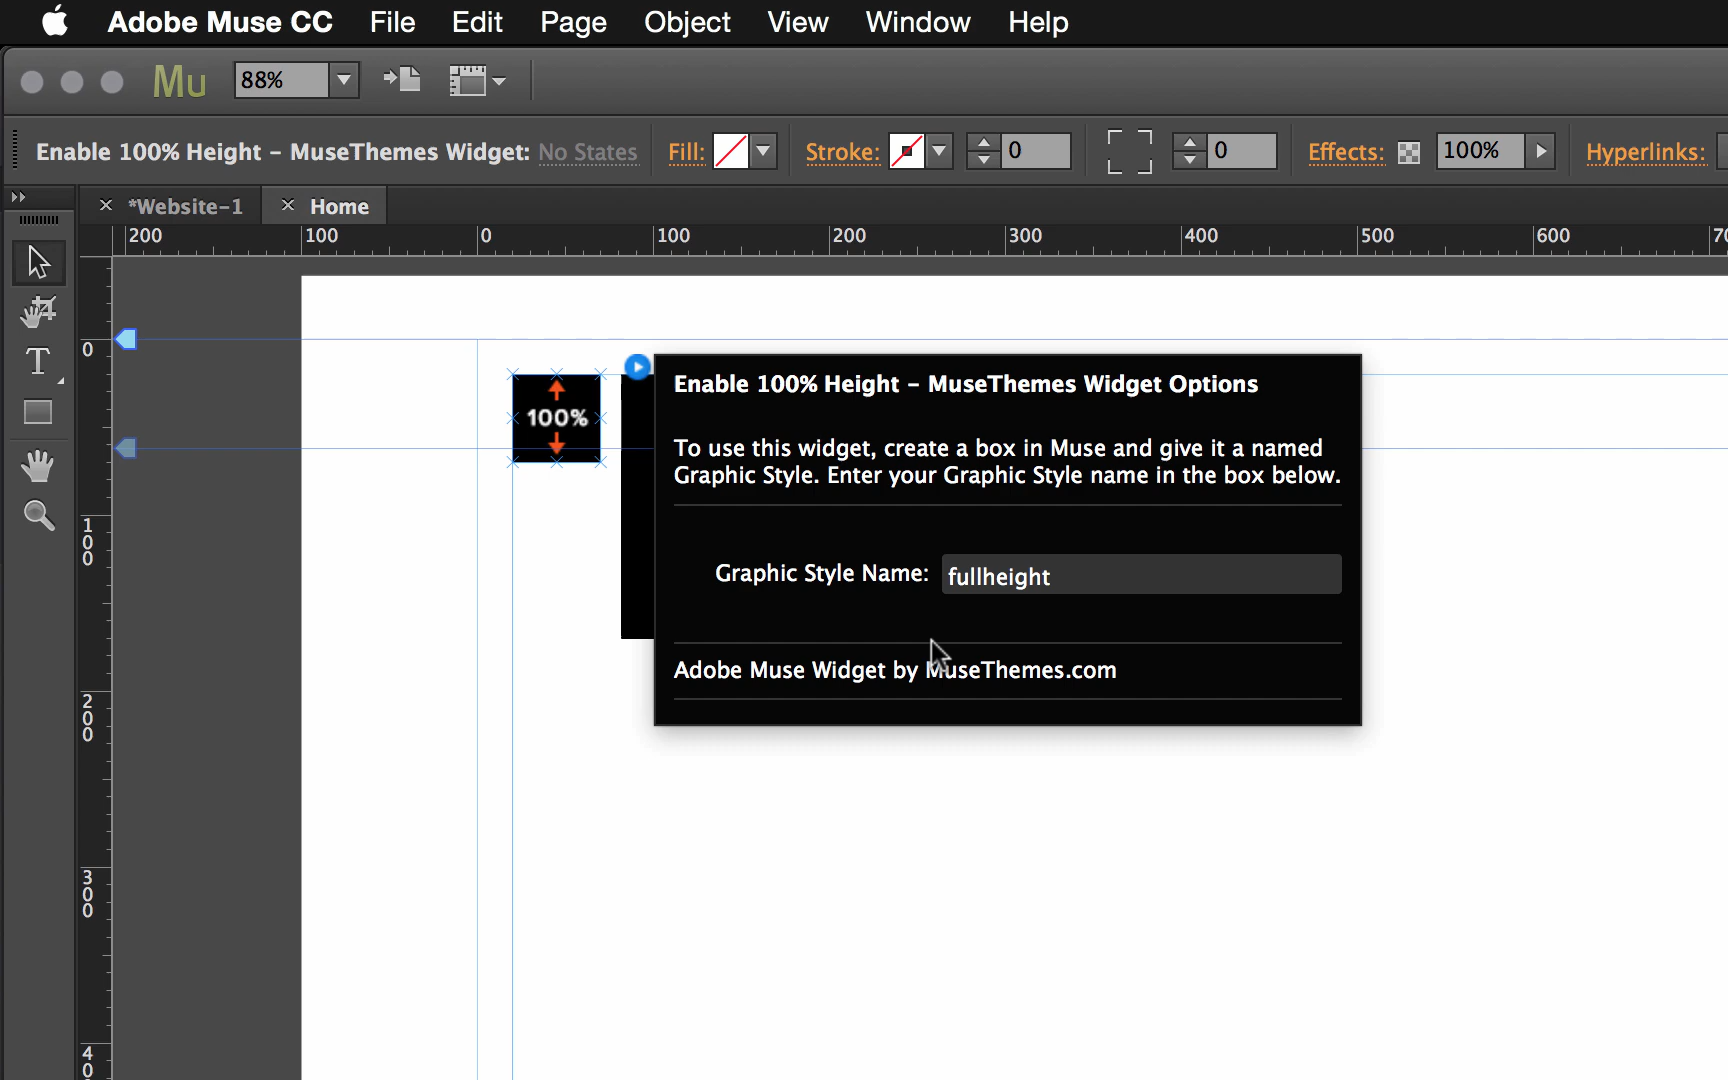 Adobe Muse CC File Edit Page Object View Window Help
Mu 88%
Enable 100% Height – MuseThemes Widget: No States Fill: Stroke: 0 0 Effects: 100% Hyperlinks:
*Website-1 Home
200 100 0 100 200 300 400 500 600 70
0
100
200
300
40
100%
Enable 100% Height – MuseThemes Widget Options
To use this widget, create a box in Muse and give it a named
Graphic Style. Enter your Graphic Style name in the box below.
Graphic Style Name: fullheight
Adobe Muse Widget by MuseThemes.com